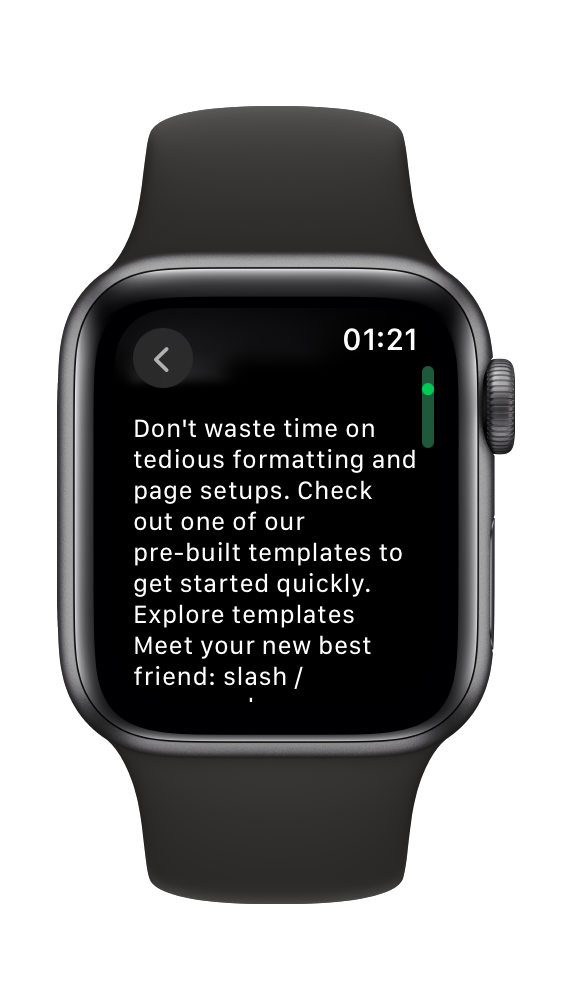 01:21
Don't waste time on
tedious formatting and
page setups. Check
out one of our
pre-built templates to
get started quickly.
Explore templates
Meet your new best
friend: slash /